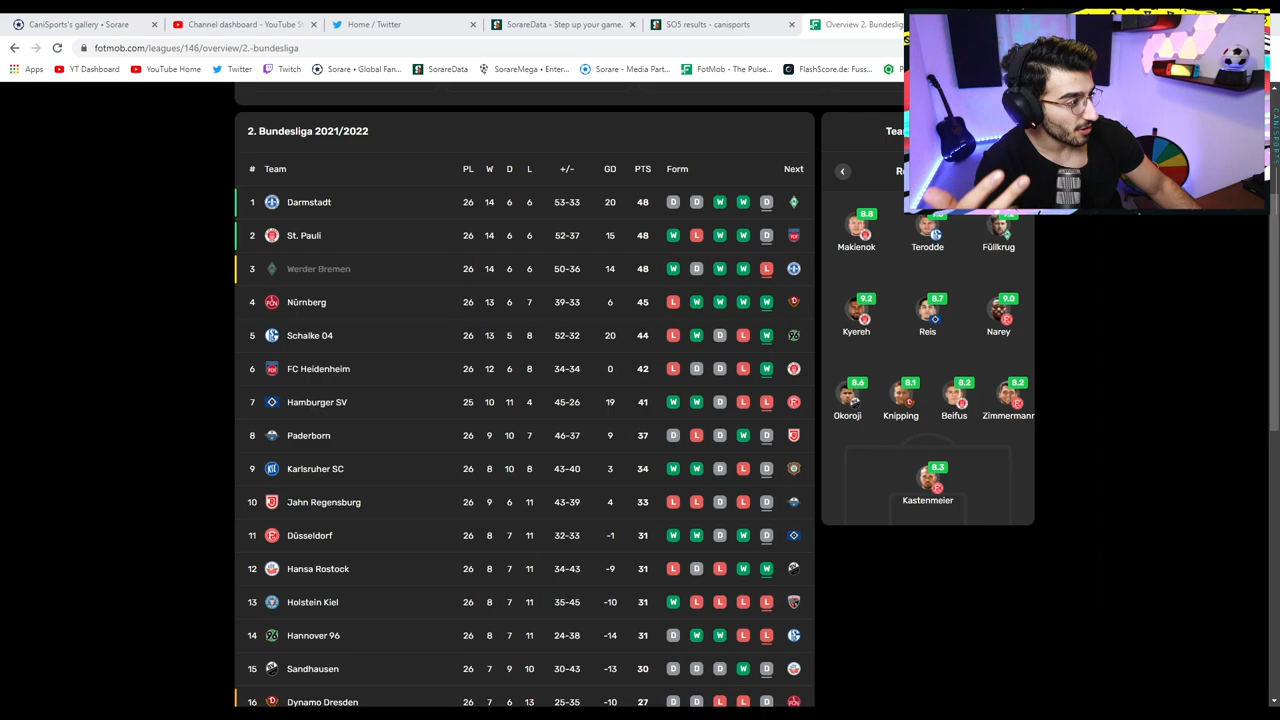 CaniSports's gallery • Sorare
Channel dashboard - YouTube S
Home / Twitter
SorareData - Step up your game.
SO5 results - canisports
Overview 2. Bundeslig
fotmob.com/leagues/146/overview/2.-bundesliga
Apps
YT Dashboard
YouTube Home
Twitter
Twitch
Sorare • Global Fan...
SorareData
SorareMega • Enter...
Sorare - Media Part...
FotMob - The Pulse...
FlashScore.de: Fuss...
2. Bundesliga 2021/2022
# Team PL W D L +/- GD PTS Form Next
1 Darmstadt 26 14 6 6 53-33 20 48 D D W W D
2 St. Pauli 26 14 6 6 52-37 15 48 W L W W D
3 Werder Bremen 26 14 6 6 50-36 14 48 W D W W L
4 Nürnberg 26 13 6 7 39-33 6 45 L W W W W
5 Schalke 04 26 13 5 8 52-32 20 44 L W D L W
6 FC Heidenheim 26 12 6 8 34-34 0 42 L D D L W
7 Hamburger SV 25 10 11 4 45-26 19 41 W W D L L
8 Paderborn 26 9 10 7 46-37 9 37 D L D W D
9 Karlsruher SC 26 8 10 8 43-40 3 34 W W D L D
10 Jahn Regensburg 26 9 6 11 43-39 4 33 L L D L D
11 Düsseldorf 26 8 7 11 32-33 -1 31 W W D W D
12 Hansa Rostock 26 8 7 11 34-43 -9 31 L D L W W
13 Holstein Kiel 26 8 7 11 35-45 -10 31 W L L L L
14 Hannover 96 26 8 7 11 24-38 -14 31 D W W L L
15 Sandhausen 26 7 9 10 30-43 -13 30 D D D W D
16 Dynamo Dresden 26 6 6 13 25-35 -10 27 D D L L D
Tea
R
8.8
Makienok
Terodde
Füllkrug
9.2
8.7
9.0
Kyereh
Reis
Narey
8.6
8.1
8.2
8.2
Okoroji
Knipping
Beifus
Zimmermann
8.3
Kastenmeier
CANISPORTS